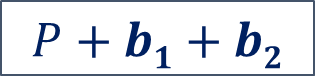 P + b₁ + b₂